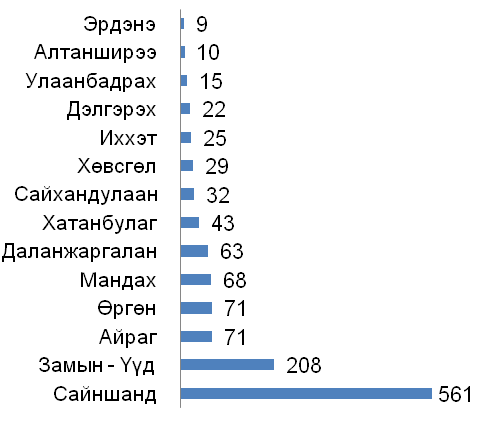 Эрдэнэ 9
Алтанширээ 10
Улаанбадрах 15
Дэлгэрэх 22
Иххэт 25
Хөвсгөл 29
Сайхандулаан 32
Хатанбулаг 43
Даланжаргалан 63
Мандах 68
Өргөн 71
Айраг 71
Замын - Үүд 208
Сайншанд 561